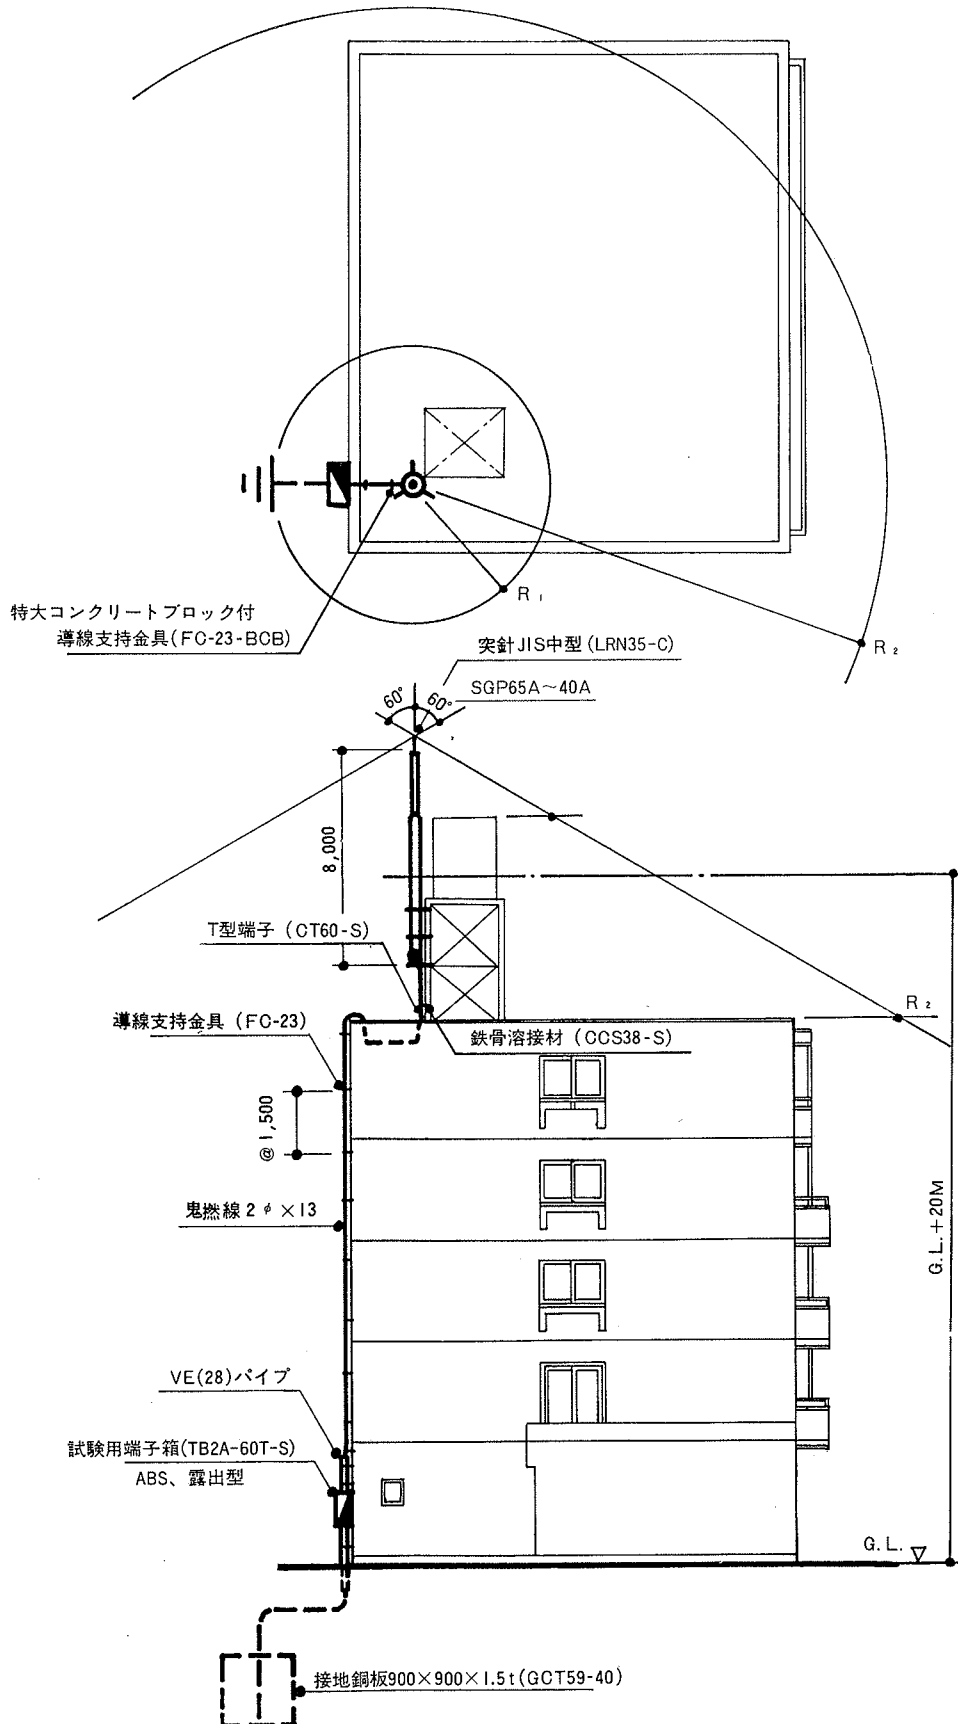 R₁
R₂
特大コンクリートブロック付
導線支持金具(FC-23-BCB)
突針JIS中型(LRN35-C)
SGP65A～40A
60°
60°
8,000
T型端子（CT60-S）
R₂
導線支持金具（FC-23）
鉄骨溶接材（CCS38-S）
@1,500
鬼撚線2φ×13
G.L.+20M
VE(28)パイプ
試験用端子箱(TB2A-60T-S)
ABS、露出型
G.L.
接地銅板900×900×1.5t(GCT59-40)